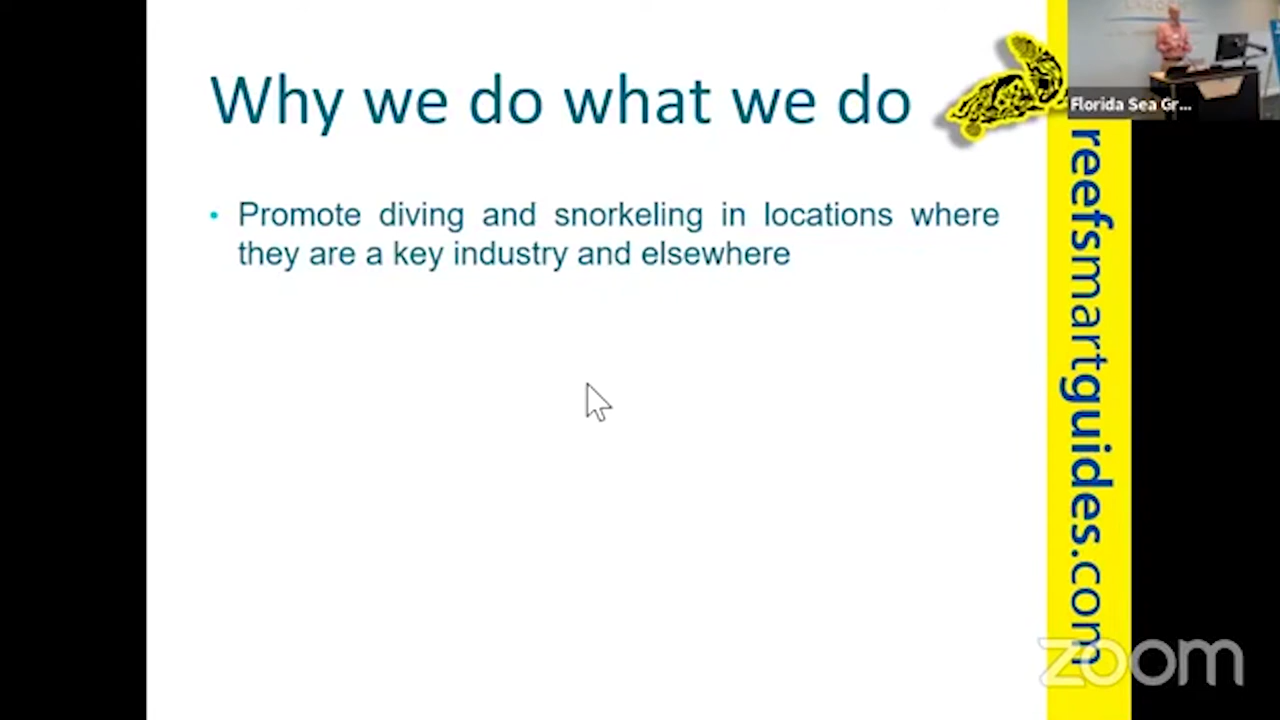 Why we do what we do
Promote diving and snorkeling in locations where
they are a key industry and elsewhere
reefsmartguides.com
Florida Sea Gr...
zoom